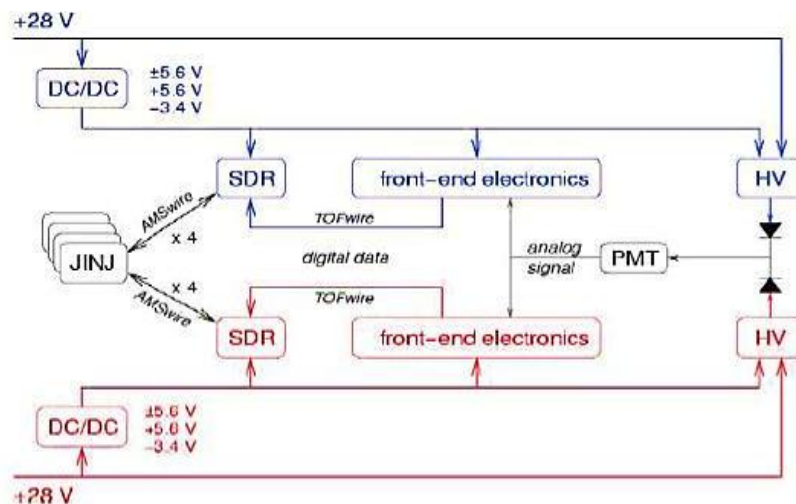 +28 V
DC/DC
±5.6 V
+5.6 V
−3.4 V
SDR
front−end electronics
HV
AMSwire
x 4
TOFwire
JINJ
digital data
analog
signal
PMT
x 4
AMSwire
TOFwire
SDR
front−end electronics
HV
DC/DC
±5.6 V
+5.6 V
−3.4 V
+28 V